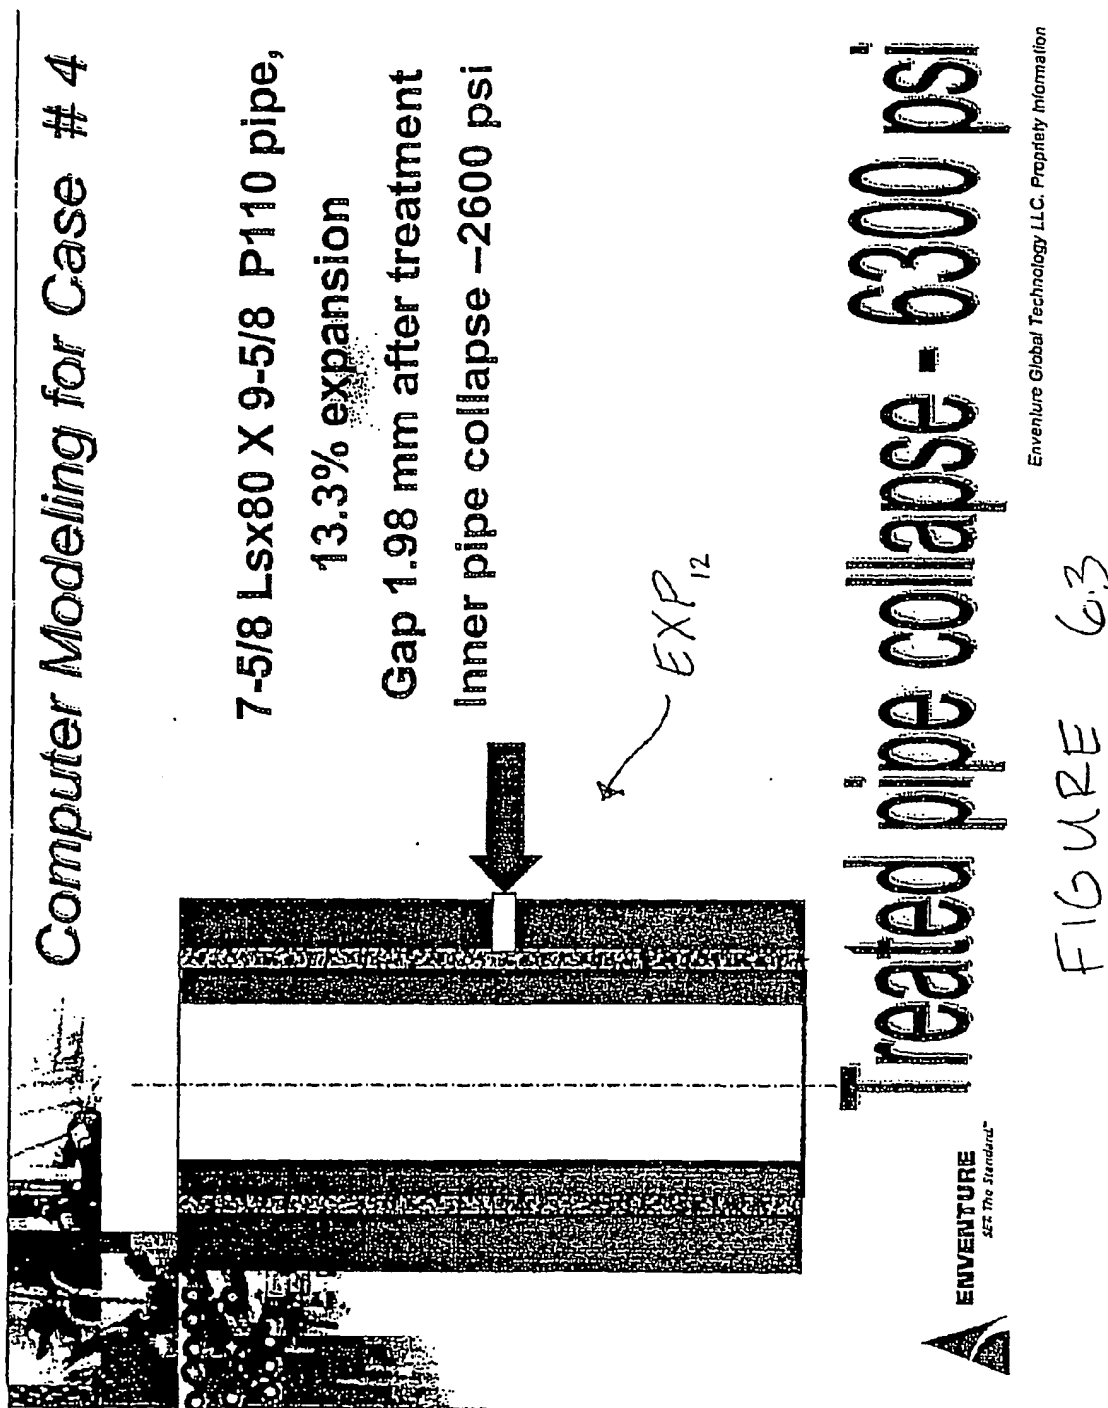 Computer Modeling for Case # 4
7-5/8 Lsx80 X 9-5/8 P110 pipe,
13.3% expansion
Gap 1.98 mm after treatment
Inner pipe collapse –2600 psi
EXP12
Treated pipe collapse - 6300 psi
ENVENTURE
SET The Standard™
Enventure Global Technology LLC. Propriety Information
FIGURE 63